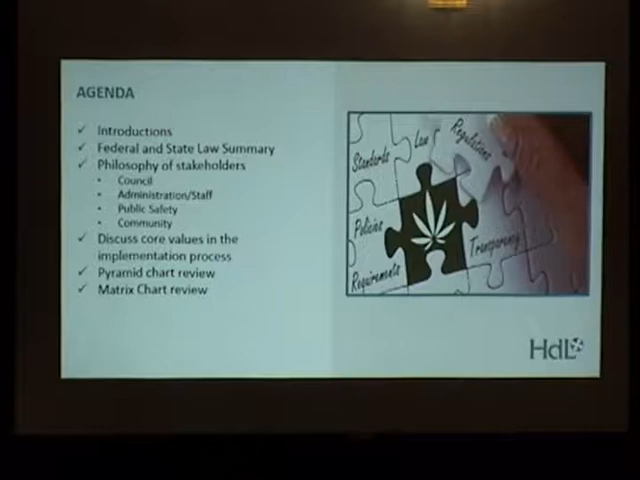 AGENDA
✓ Introductions
✓ Federal and State Law Summary
✓ Philosophy of stakeholders
• Council
• Administration/Staff
• Public Safety
• Community
✓ Discuss core values in the
implementation process
✓ Pyramid chart review
✓ Matrix Chart review
Standards
Law
Regulations
Policies
Transparency
Requirements
HdL